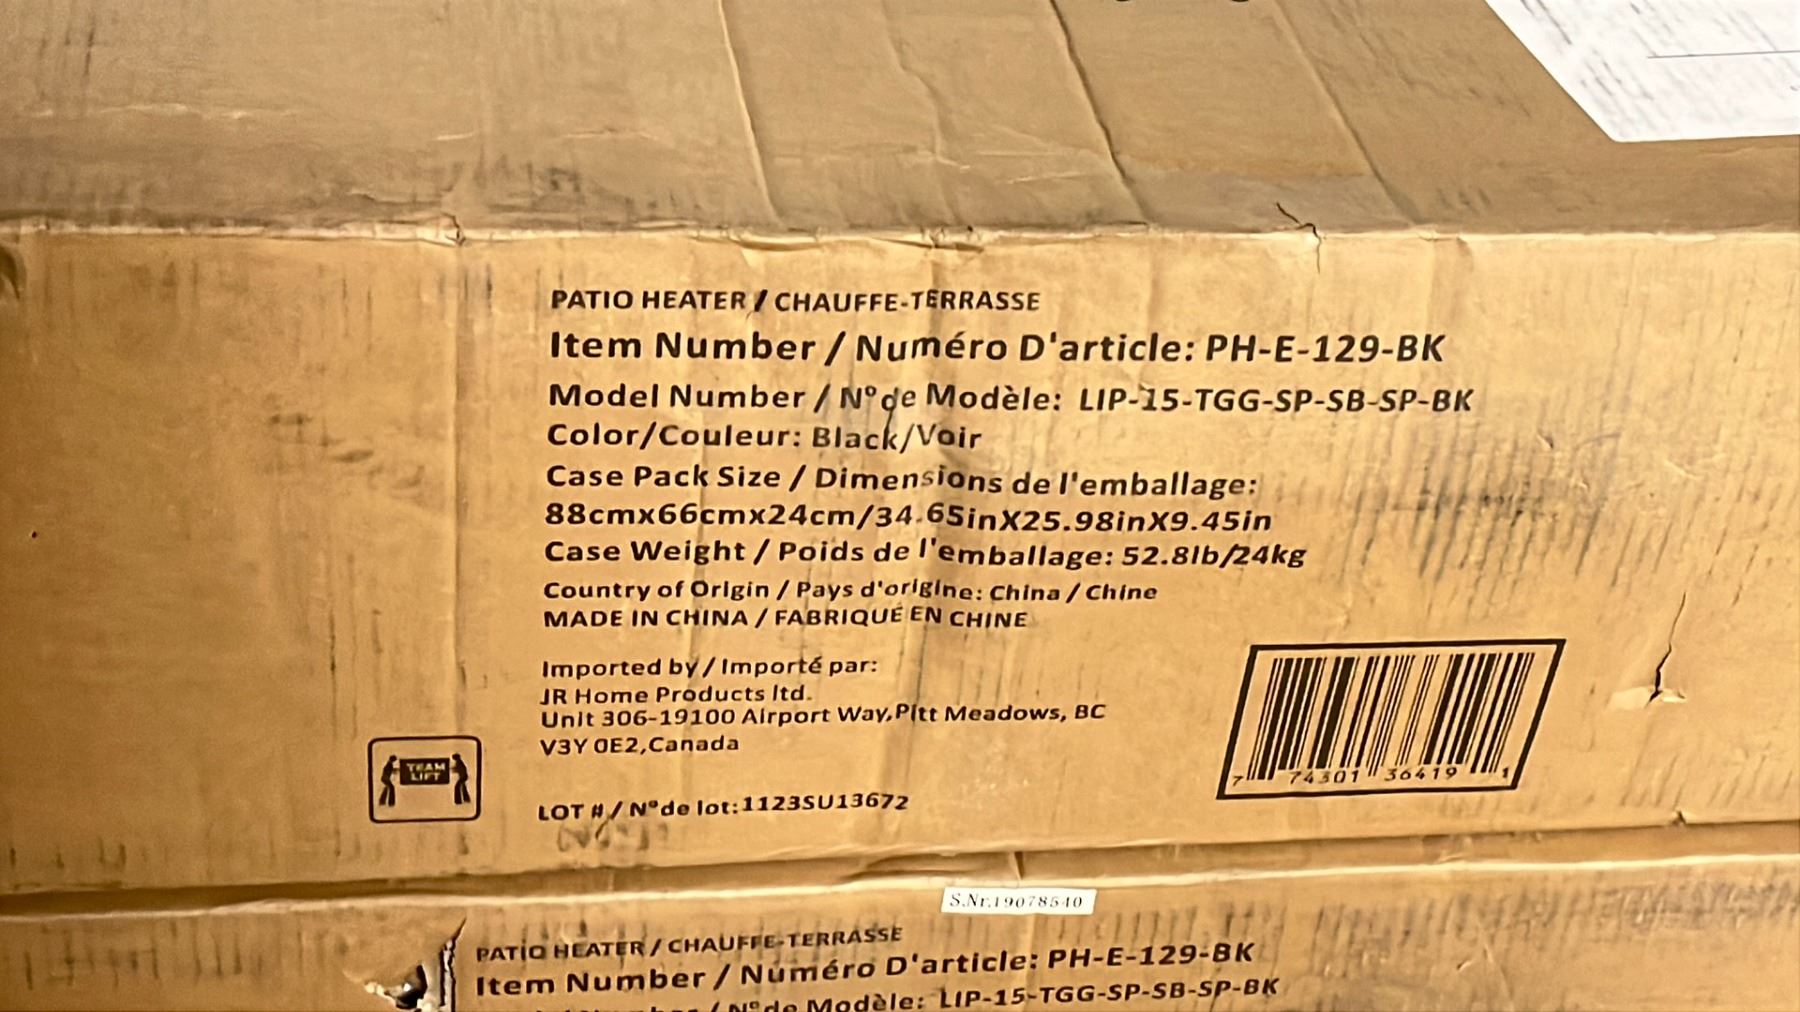 PATIO HEATER / CHAUFFE-TERRASSE
Item Number / Numéro D'article: PH-E-129-BK
Model Number / N° de Modèle: LIP-15-TGG-SP-SB-SP-BK
Color/Couleur: Black/Voir
Case Pack Size / Dimensions de l'emballage:
88cmx66cmx24cm/34.65inX25.98inX9.45in
Case Weight / Poids de l'emballage: 52.8lb/24kg
Country of Origin / Pays d'origine: China / Chine
MADE IN CHINA / FABRIQUÉ EN CHINE
Imported by / Importé par:
JR Home Products ltd.
Unit 306-19100 Airport Way,Pitt Meadows, BC
V3Y 0E2,Canada
TEAM
LIFT
7 74301 36419 1
LOT # / N° de lot:1123SU13672
S.Nr.19078540
PATIO HEATER / CHAUFFE-TERRASSE
Item Number / Numéro D'article: PH-E-129-BK
Number / N° de Modèle: LIP-15-TGG-SP-SB-SP-BK